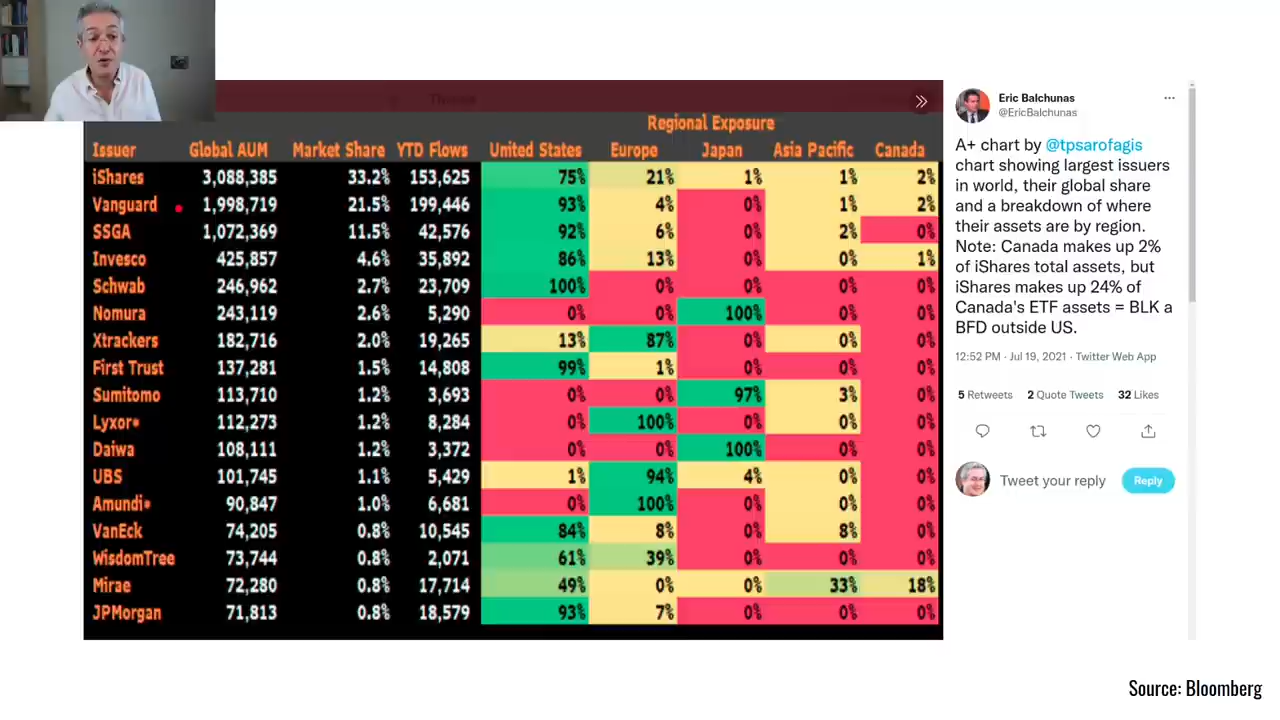 Regional Exposure
Issuer Global AUM Market Share YTD Flows United States Europe Japan Asia Pacific Canada
iShares 3,088,385 33.2% 153,625 75% 21% 1% 1% 2%
Vanguard 1,998,719 21.5% 199,446 93% 4% 0% 1% 2%
SSGA 1,072,369 11.5% 42,576 92% 6% 0% 2% 0%
Invesco 425,857 4.6% 35,892 86% 13% 0% 0% 1%
Schwab 246,962 2.7% 23,709 100% 0% 0% 0% 0%
Nomura 243,119 2.6% 5,290 0% 0% 100% 0% 0%
Xtrackers 182,716 2.0% 19,265 13% 87% 0% 0% 0%
First Trust 137,281 1.5% 14,808 99% 1% 0% 0% 0%
Sumitomo 113,710 1.2% 3,693 0% 0% 97% 3% 0%
Lyxor* 112,273 1.2% 8,284 0% 100% 0% 0% 0%
Daiwa 108,111 1.2% 3,372 0% 0% 100% 0% 0%
UBS 101,745 1.1% 5,429 1% 94% 4% 0% 0%
Amundi* 90,847 1.0% 6,681 0% 100% 0% 0% 0%
VanEck 74,205 0.8% 10,545 84% 8% 0% 8% 0%
WisdomTree 73,744 0.8% 2,071 61% 39% 0% 0% 0%
Mirae 72,280 0.8% 17,714 49% 0% 0% 33% 18%
JPMorgan 71,813 0.8% 18,579 93% 7% 0% 0% 0%
Eric Balchunas
@EricBalchunas
A+ chart by @tpsarofagis
chart showing largest issuers
in world, their global share
and a breakdown of where
their assets are by region.
Note: Canada makes up 2%
of iShares total assets, but
iShares makes up 24% of
Canada's ETF assets = BLK a
BFD outside US.
12:52 PM · Jul 19, 2021 · Twitter Web App
5 Retweets 2 Quote Tweets 32 Likes
Tweet your reply
Reply
Source: Bloomberg